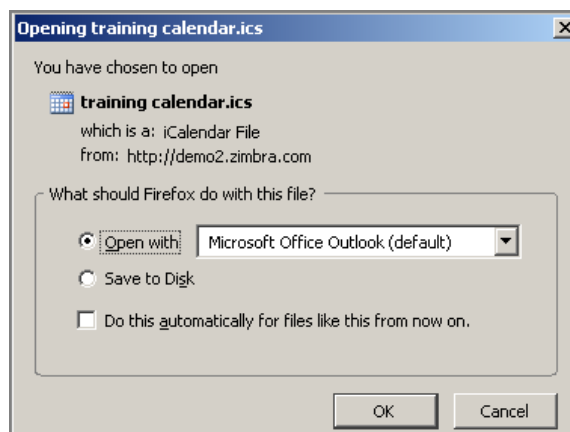 Opening training calendar.ics
You have chosen to open
training calendar.ics
which is a: iCalendar File
from: http://demo2.zimbra.com
What should Firefox do with this file?
Open with Microsoft Office Outlook (default)
Save to Disk
Do this automatically for files like this from now on.
OK Cancel